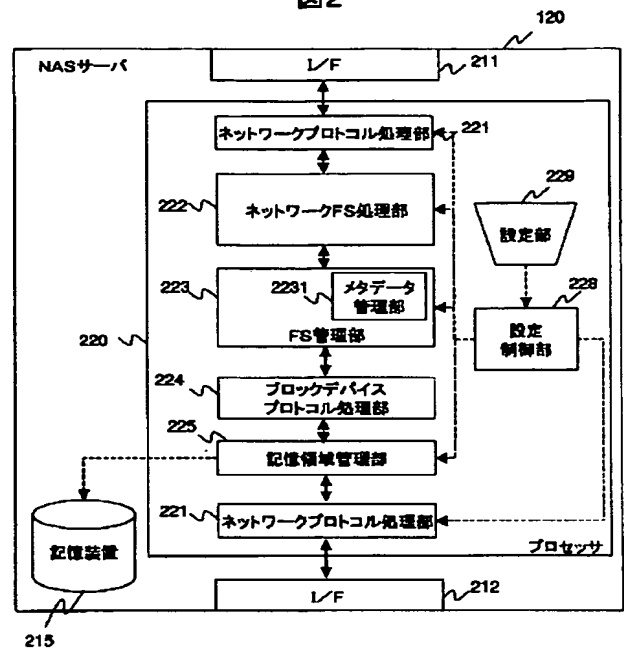 図2
120
NASサーバ
I/F
211
ネットワークプロトコル処理部
221
222
ネットワークFS処理部
229
設定部
223
2231
メタデータ
管理部
FS管理部
228
設定
制御部
220
224
ブロックデバイス
プロトコル処理部
225
記憶領域管理部
221
ネットワークプロトコル処理部
プロセッサ
記憶装置
215
I/F
212